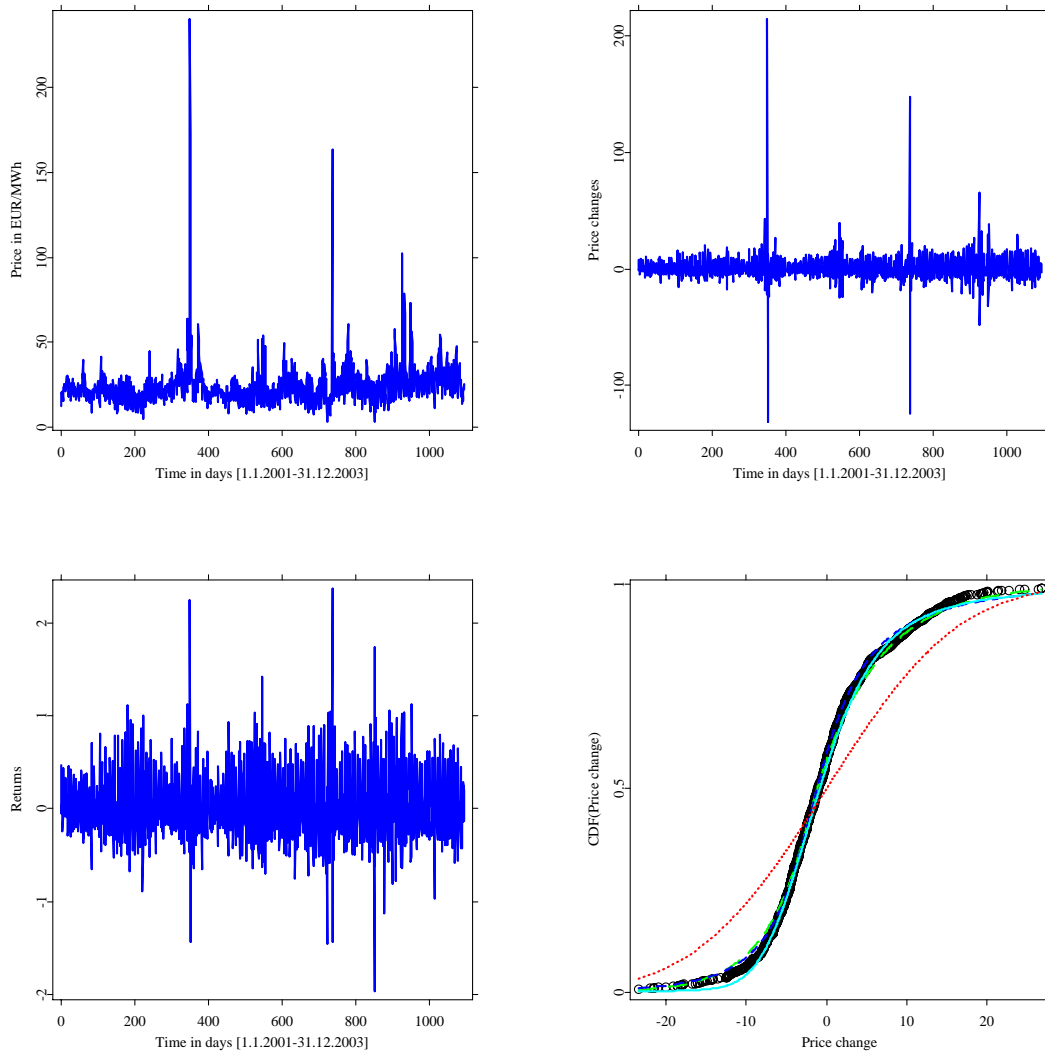 Price in EUR/MWh
0 50 100 150 200
0 200 400 600 800 1000
Time in days [1.1.2001-31.12.2003]
Price changes
-100 0 100 200
0 200 400 600 800 1000
Time in days [1.1.2001-31.12.2003]
Returns
-2 -1 0 1 2
0 200 400 600 800 1000
Time in days [1.1.2001-31.12.2003]
CDF(Price change)
0 0.5 1
-20 -10 0 10 20
Price change